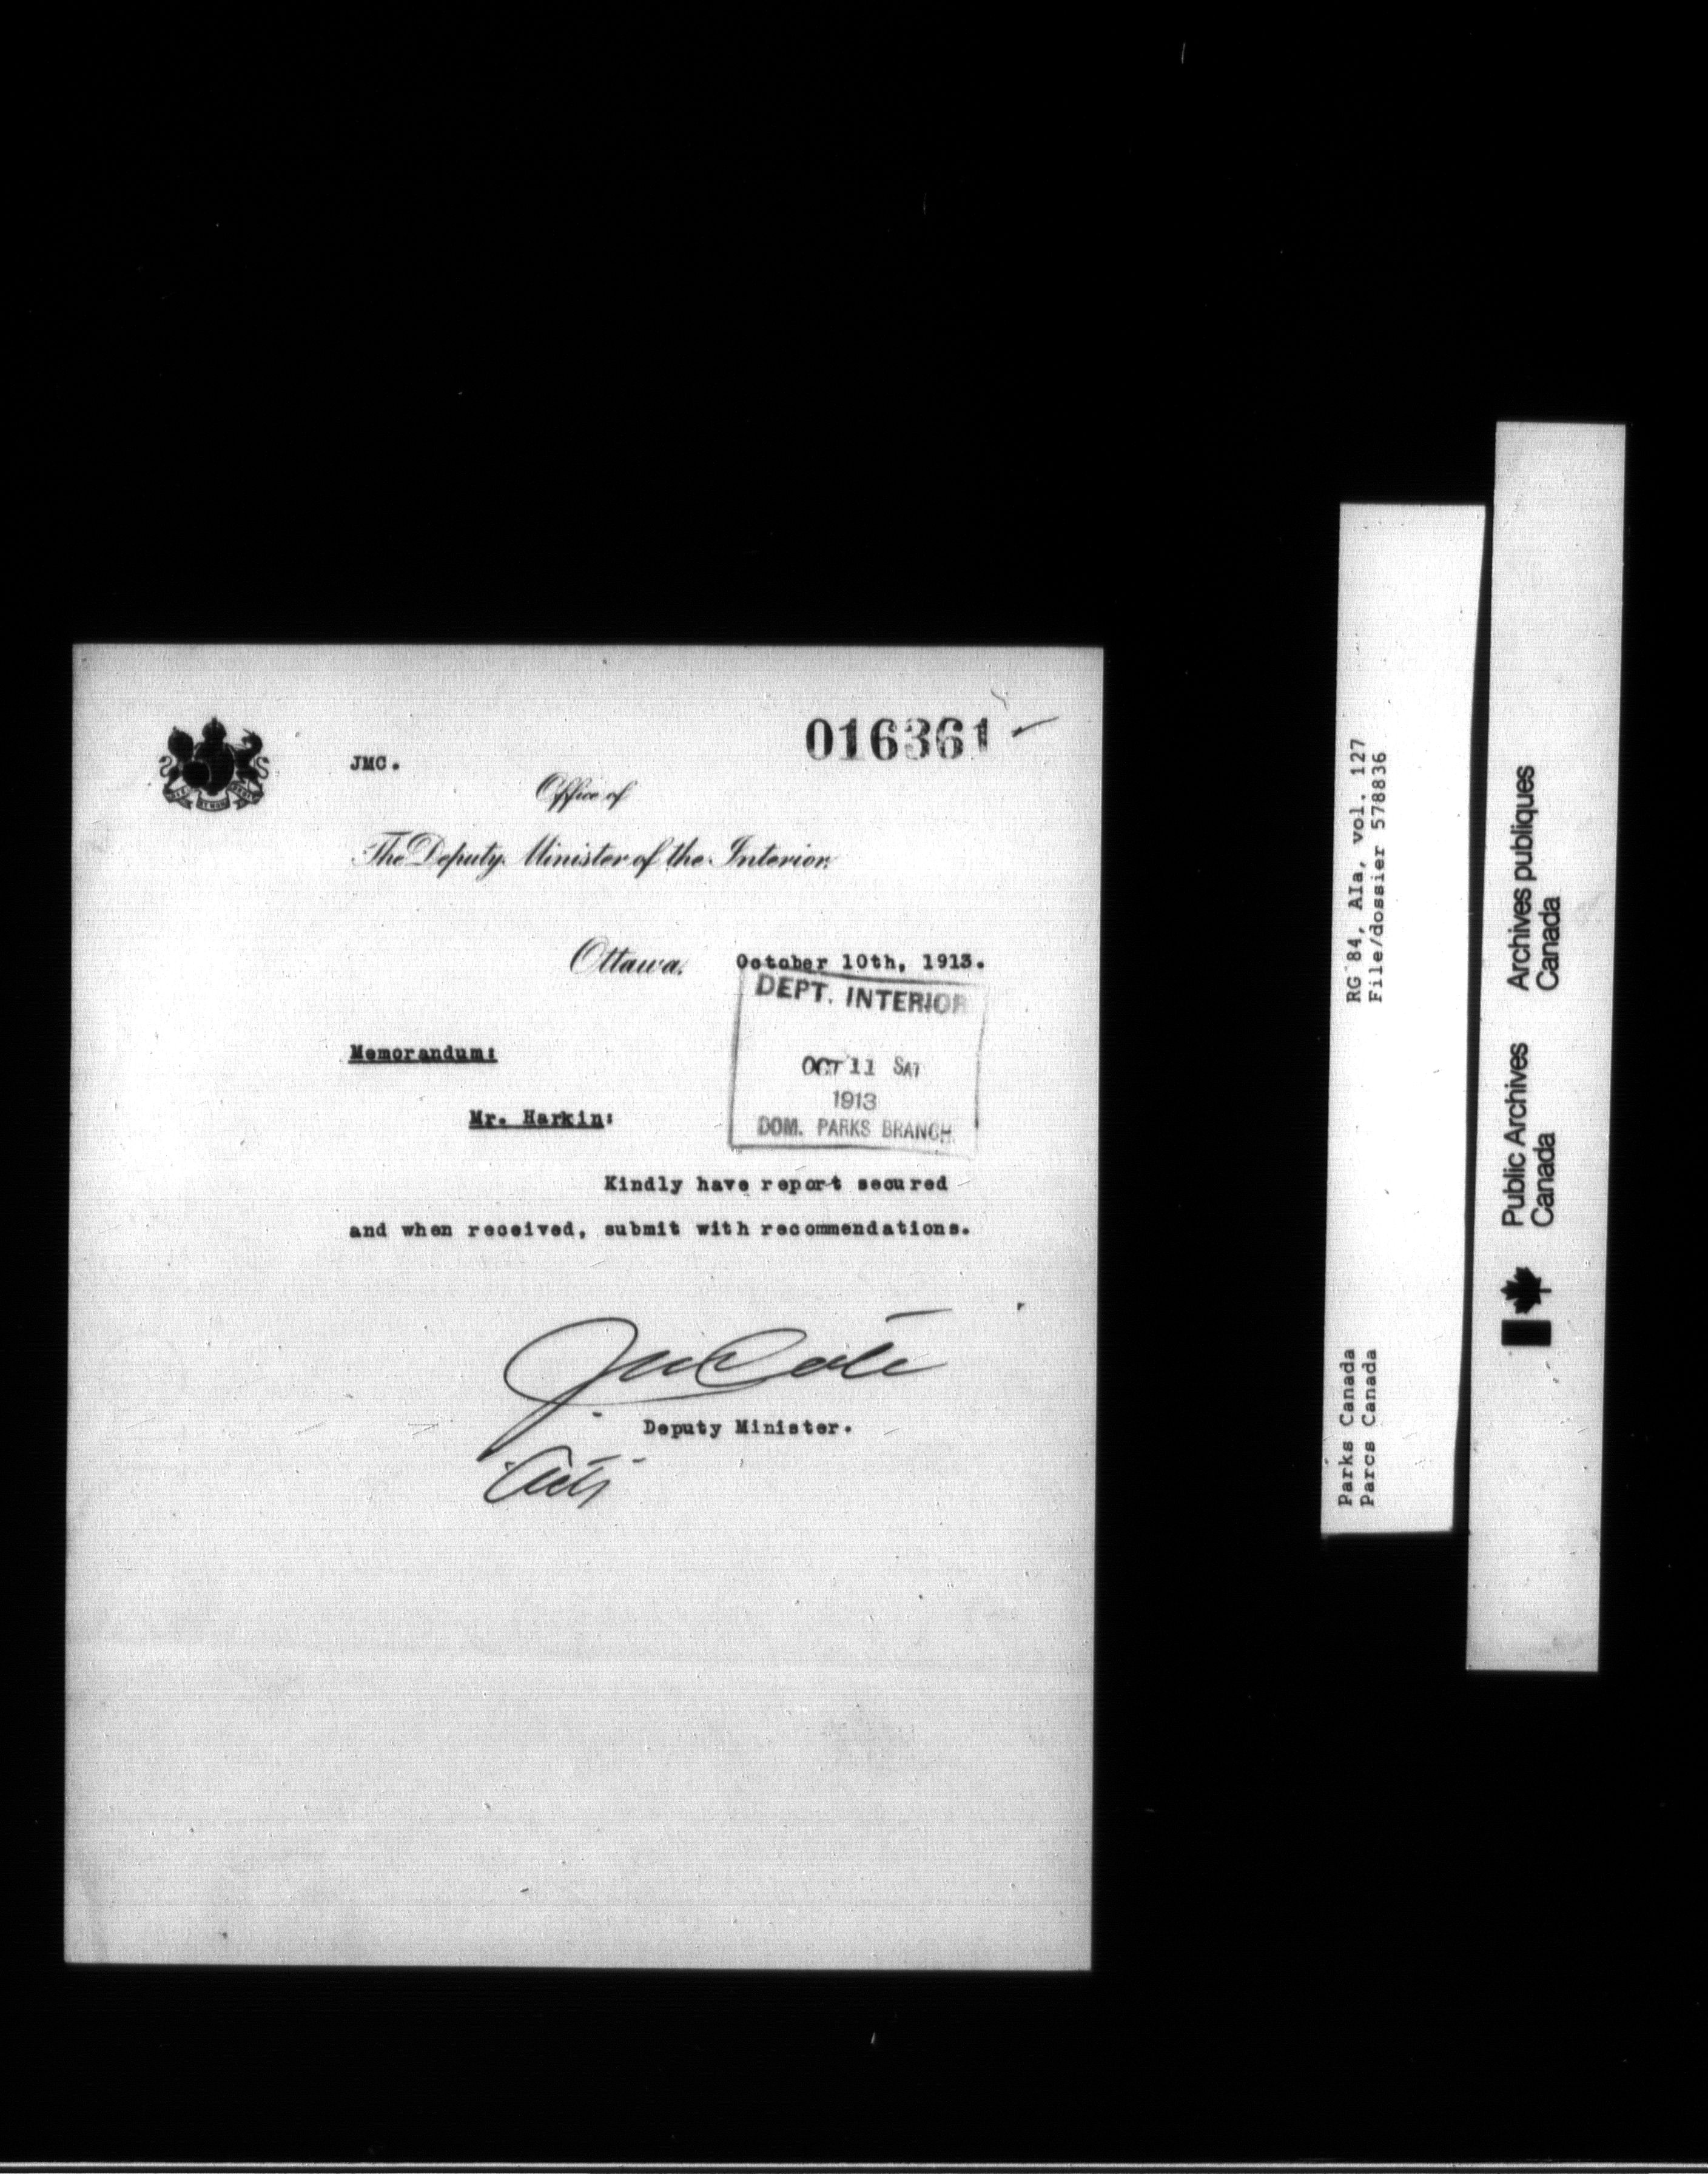 016361
JMC.
Office of
The Deputy Minister of the Interior
Ottawa, October 10th, 1913.
DEPT. INTERIOR
OCT 11 SAT
1913
DOM. PARKS BRANCH
Memorandum:
Mr. Harkin:
Kindly have report secured
and when received, submit with recommendations.
Deputy Minister.
RG 84, AIa, vol. 127
File/dossier 578836
Parks Canada
Parcs Canada
Public Archives
Canada
Archives publiques
Canada